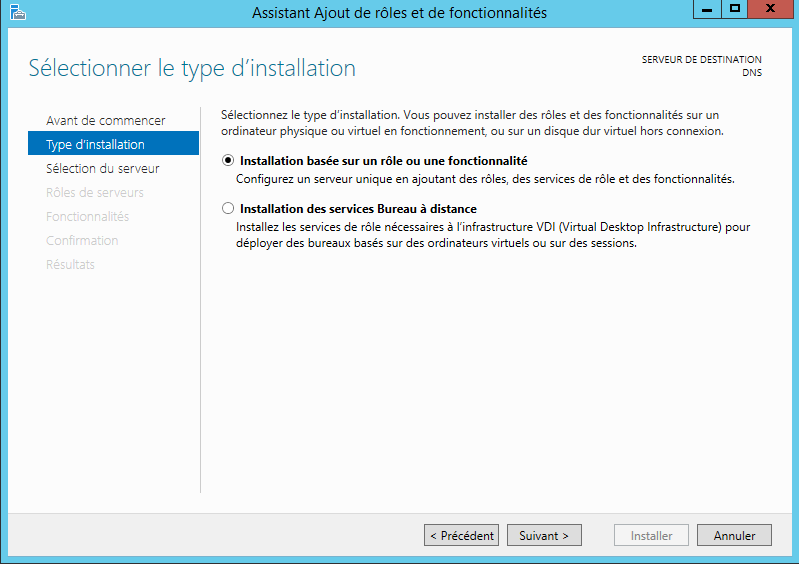 Assistant Ajout de rôles et de fonctionnalités
Sélectionner le type d'installation
SERVEUR DE DESTINATION
DNS
Avant de commencer
Type d'installation
Sélection du serveur
Rôles de serveurs
Fonctionnalités
Confirmation
Résultats
Sélectionnez le type d'installation. Vous pouvez installer des rôles et des fonctionnalités sur un
ordinateur physique ou virtuel en fonctionnement, ou sur un disque dur virtuel hors connexion.
Installation basée sur un rôle ou une fonctionnalité
Configurez un serveur unique en ajoutant des rôles, des services de rôle et des fonctionnalités.
Installation des services Bureau à distance
Installez les services de rôle nécessaires à l'infrastructure VDI (Virtual Desktop Infrastructure) pour
déployer des bureaux basés sur des ordinateurs virtuels ou sur des sessions.
< Précédent
Suivant >
Installer
Annuler